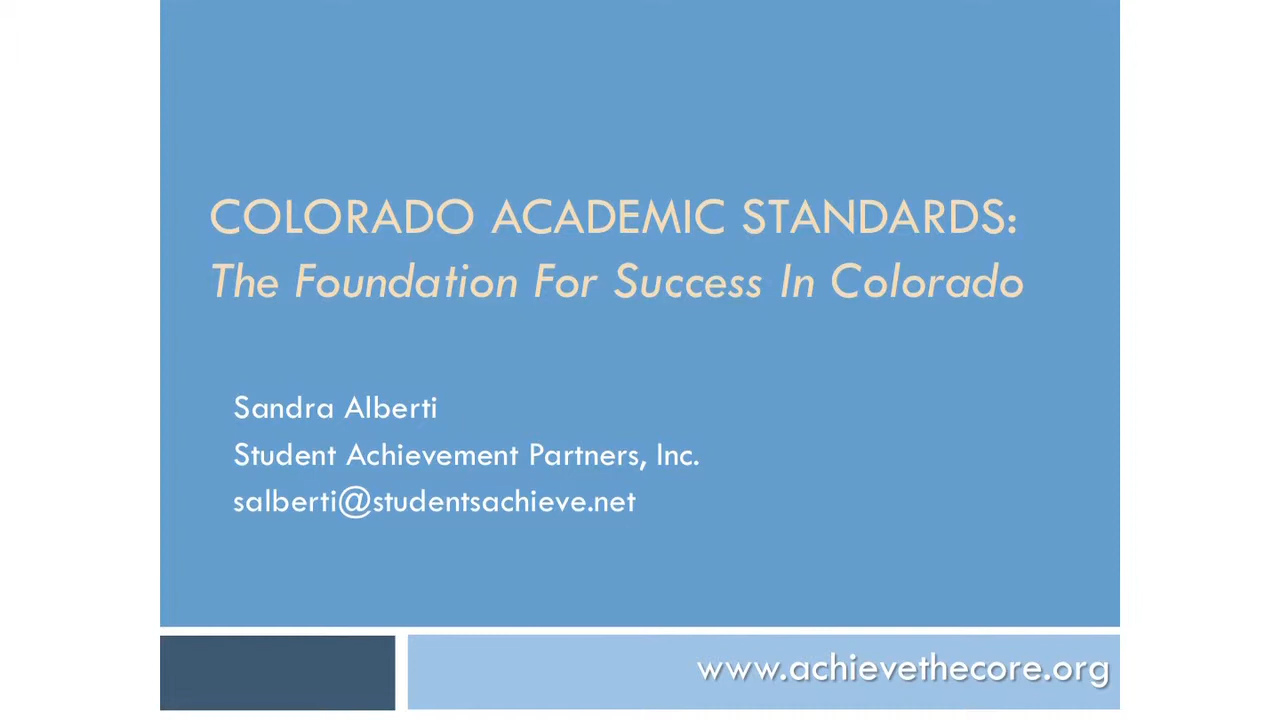 COLORADO ACADEMIC STANDARDS:
The Foundation For Success In Colorado
Sandra Alberti
Student Achievement Partners, Inc.
salberti@studentsachieve.net
www.achievethecore.org